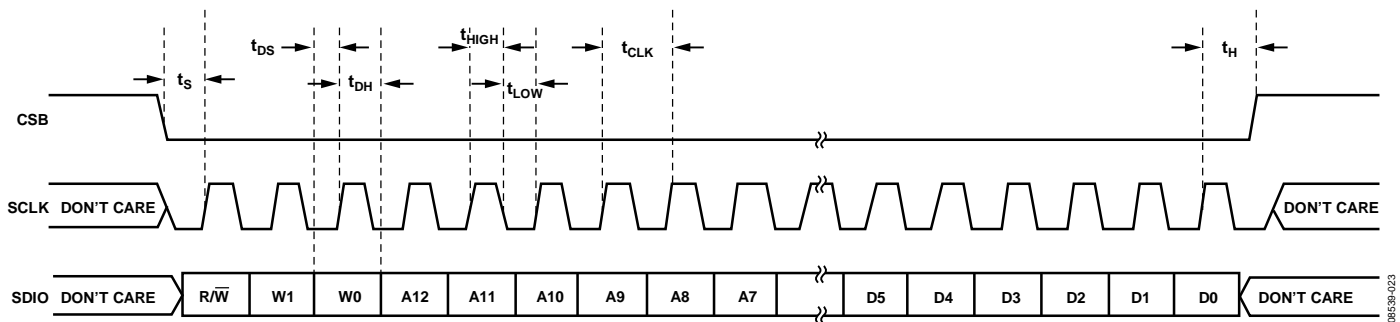 tDS
tHIGH
tCLK
tH
tS
tDH
tLOW
CSB
SCLK DON'T CARE DON'T CARE
SDIO DON'T CARE R/W̅ W1 W0 A12 A11 A10 A9 A8 A7 D5 D4 D3 D2 D1 D0 DON'T CARE
08539-023